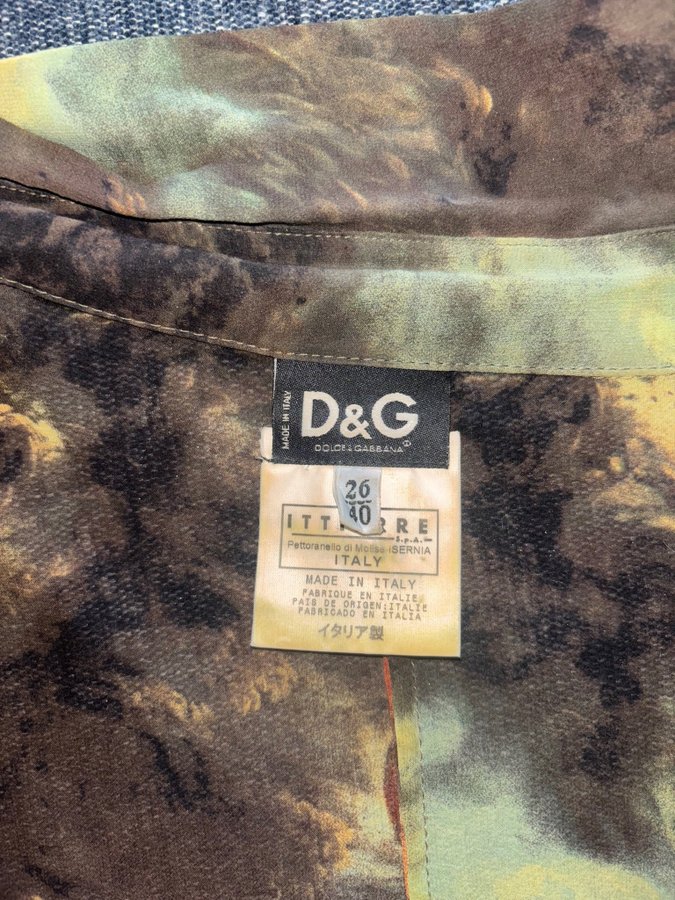 MADE IN ITALY
D&G
DOLCE & GABBANA
26
40
ITTIERRE
S.p.A.
Pettoranello di Molise ISERNIA
ITALY
MADE IN ITALY
FABRIQUE EN ITALIE
PAIS DE ORIGEN:ITALIE
FABRICADO EN ITALIA
イタリア製